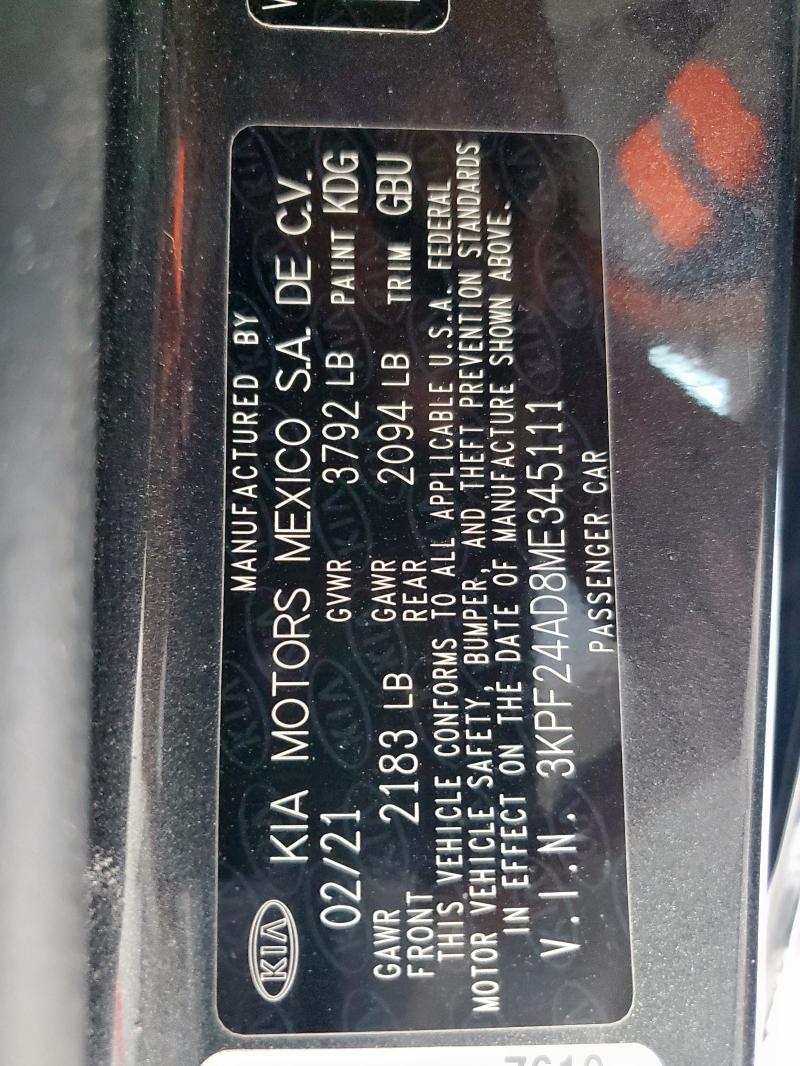 MANUFACTURED BY
KIA KIA MOTORS MEXICO S.A. DE CV.
02/21 GVWR 3792 LB PAINT KDG
GAWR FRONT 2183 LB GAWR REAR 2094 LB TRIM GBU
THIS VEHICLE CONFORMS TO ALL APPLICABLE U.S.A. FEDERAL
MOTOR VEHICLE SAFETY, BUMPER, AND THEFT PREVENTION STANDARDS
IN EFFECT ON THE DATE OF MANUFACTURE SHOWN ABOVE.
V.I.N. 3KPF24AD8ME345111
PASSENGER CAR